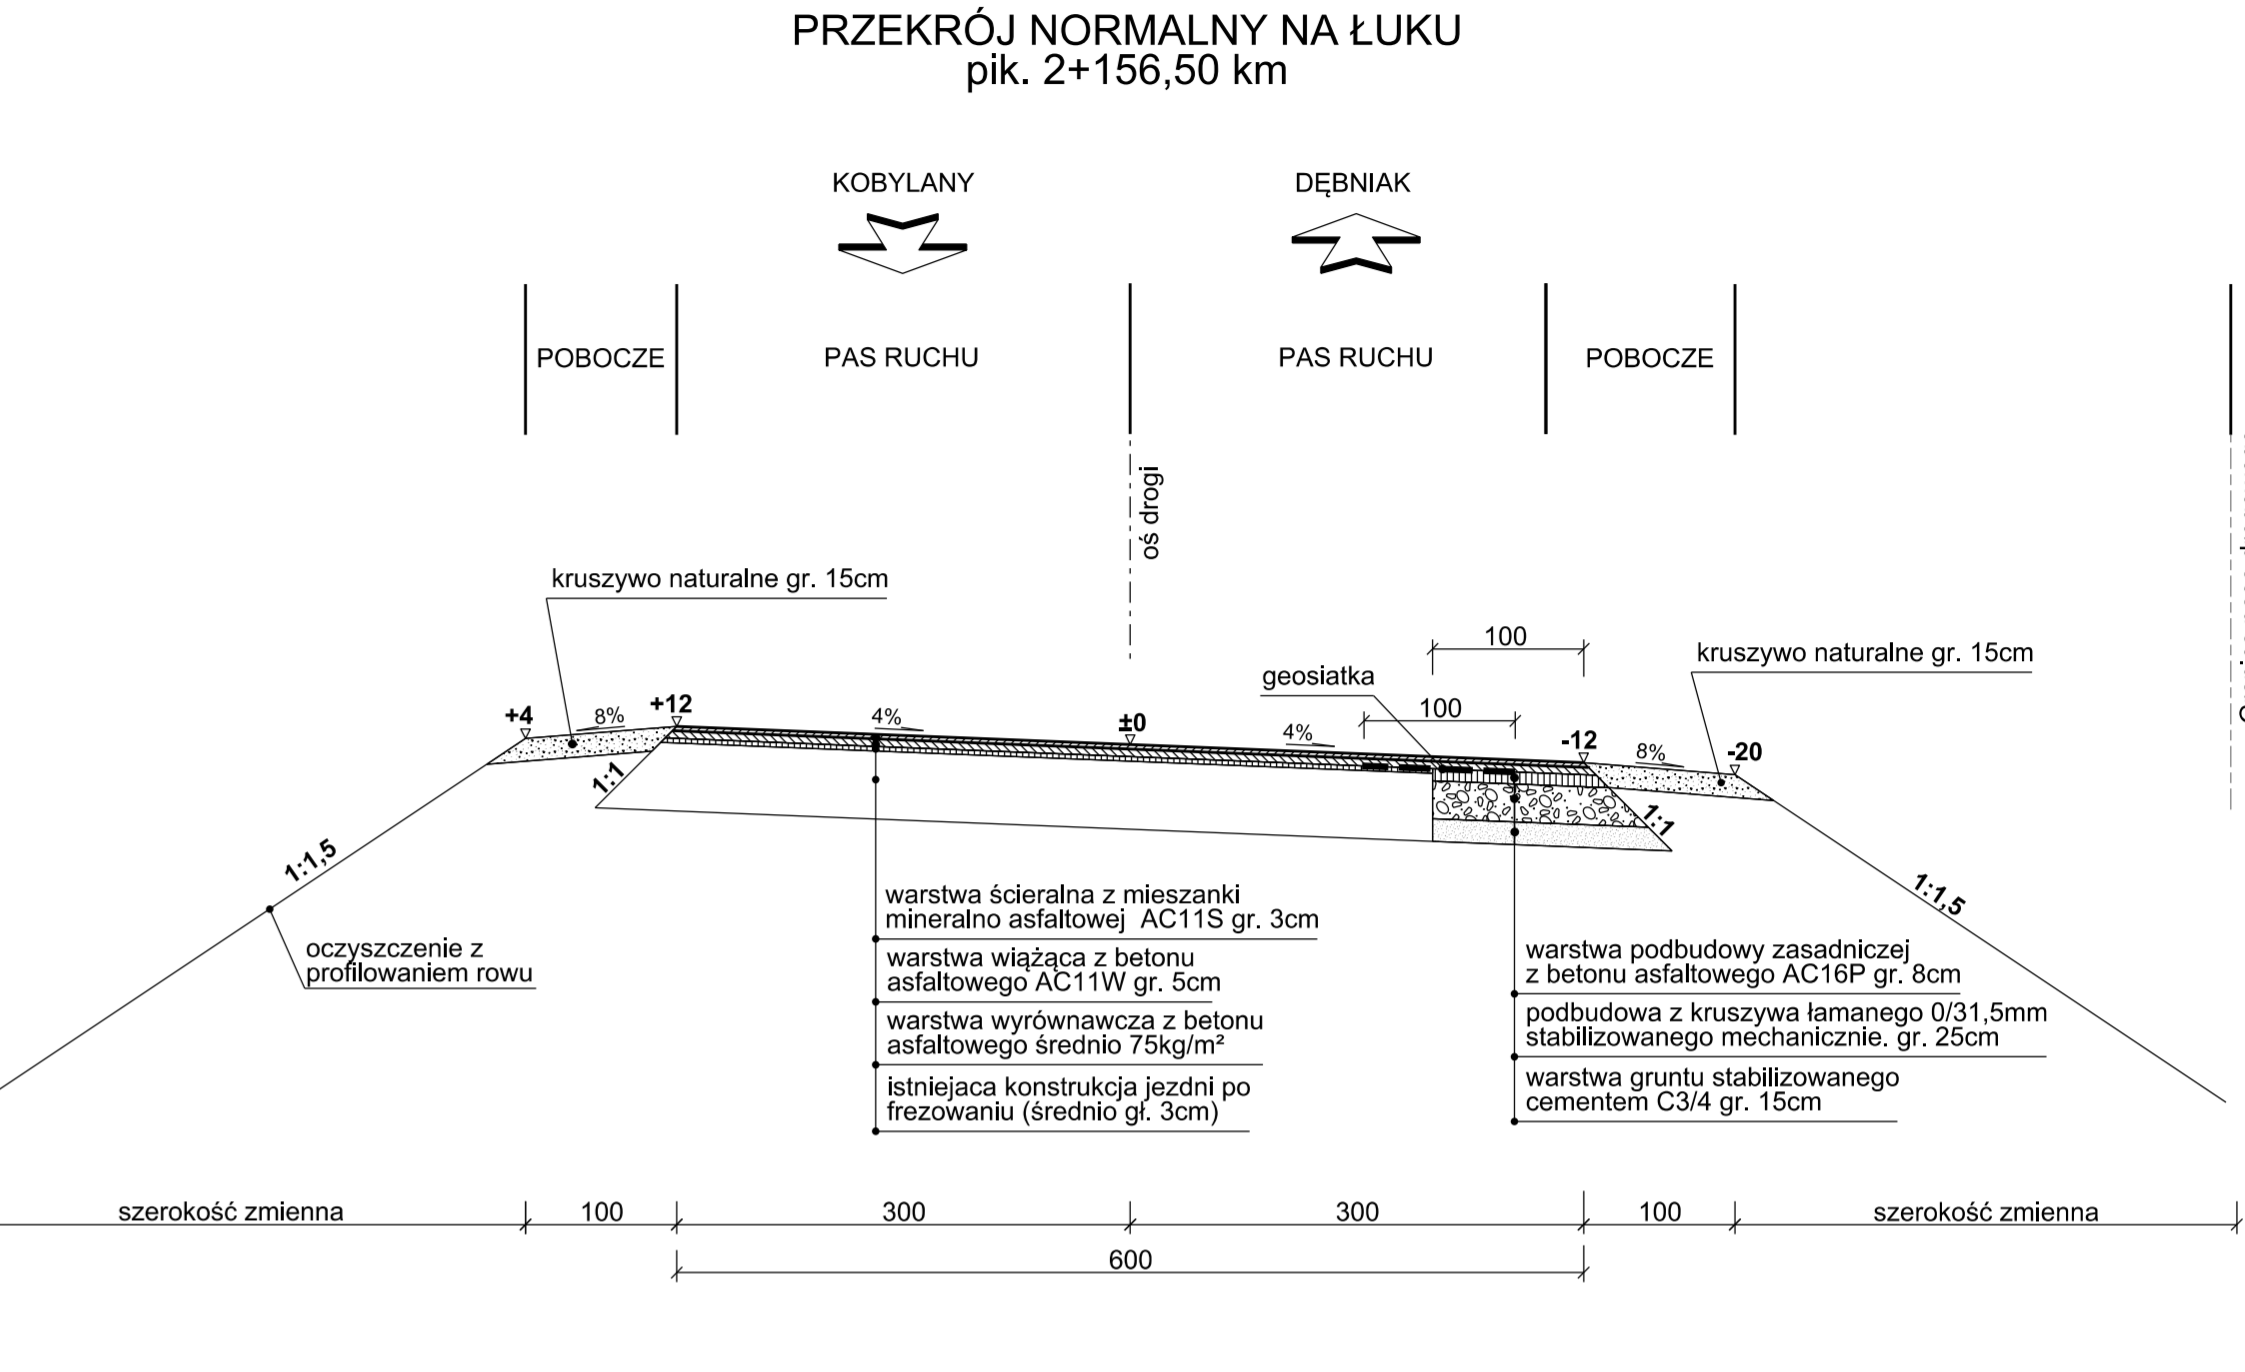 PRZEKRÓJ NORMALNY NA ŁUKU
pik. 2+156,50 km
KOBYLANY
DĘBNIAK
POBOCZE
PAS RUCHU
PAS RUCHU
POBOCZE
oś drogi
kruszywo naturalne gr. 15cm
100
kruszywo naturalne gr. 15cm
geosiatka
100
+4
8%
+12
4%
±0
4%
-12
8%
-20
1:1
1:1
1:1,5
1:1,5
oczyszczenie z
profilowaniem rowu
warstwa ścieralna z mieszanki
mineralno asfaltowej AC11S gr. 3cm
warstwa wiążąca z betonu
asfaltowego AC11W gr. 5cm
warstwa wyrównawcza z betonu
asfaltowego średnio 75kg/m²
istniejaca konstrukcja jezdni po
frezowaniu (średnio gł. 3cm)
warstwa podbudowy zasadniczej
z betonu asfaltowego AC16P gr. 8cm
podbudowa z kruszywa łamanego 0/31,5mm
stabilizowanego mechanicznie. gr. 25cm
warstwa gruntu stabilizowanego
cementem C3/4 gr. 15cm
szerokość zmienna
100
300
300
100
szerokość zmienna
600